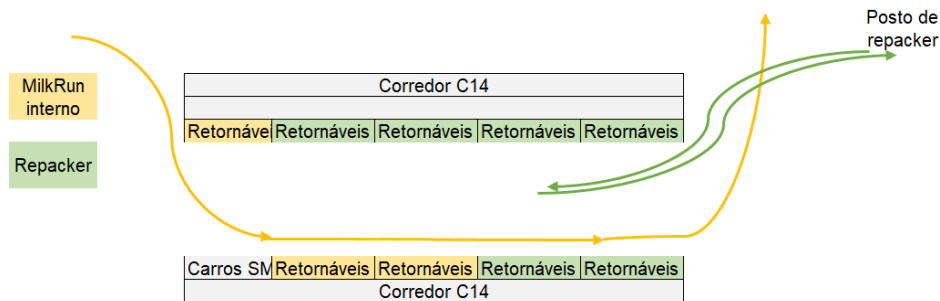 Posto de
repacker
MilkRun
interno
Repacker
Corredor C14
Retornávei Retornáveis Retornáveis Retornáveis Retornáveis
Carros SM Retornáveis Retornáveis Retornáveis Retornáveis
Corredor C14